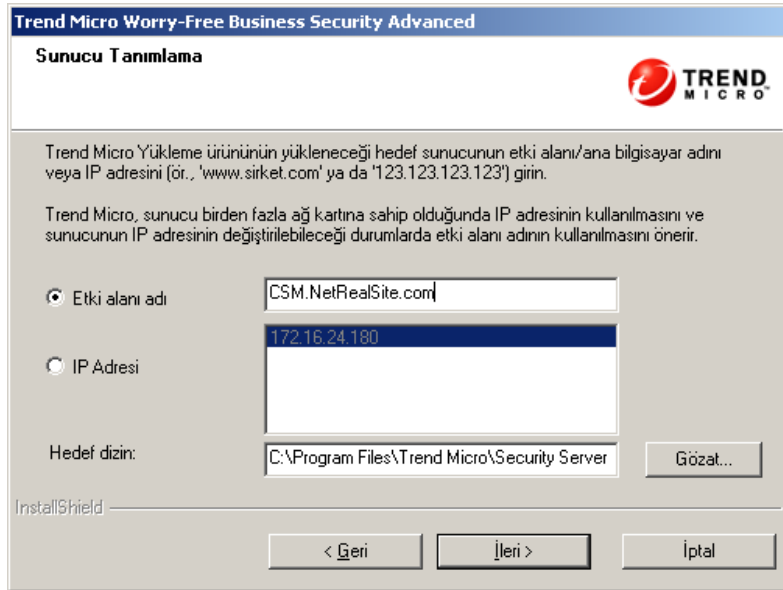 Trend Micro Worry-Free Business Security Advanced
Sunucu Tanımlama
TREND
MICRO™
Trend Micro Yükleme ürününün yükleneceği hedef sunucunun etki alanı/ana bilgisayar adını
veya IP adresini (ör., 'www.sirket.com' ya da '123.123.123.123') girin.
Trend Micro, sunucu birden fazla ağ kartına sahip olduğunda IP adresinin kullanılmasını ve
sunucunun IP adresinin değiştirilebileceği durumlarda etki alanı adının kullanılmasını önerir.
Etki alanı adı
CSM.NetRealSite.com
172.16.24.180
IP Adresi
Hedef dizin:
C:\Program Files\Trend Micro\Security Server
Gözat...
InstallShield
< Geri
İleri >
İptal